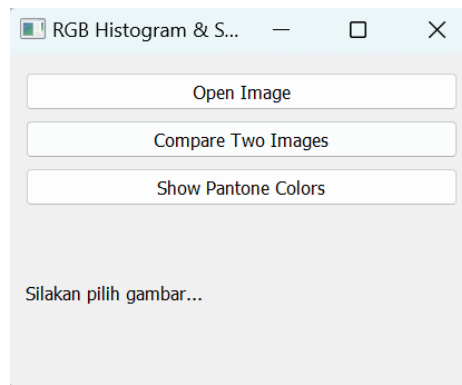 RGB Histogram & S...
Open Image
Compare Two Images
Show Pantone Colors
Silakan pilih gambar...